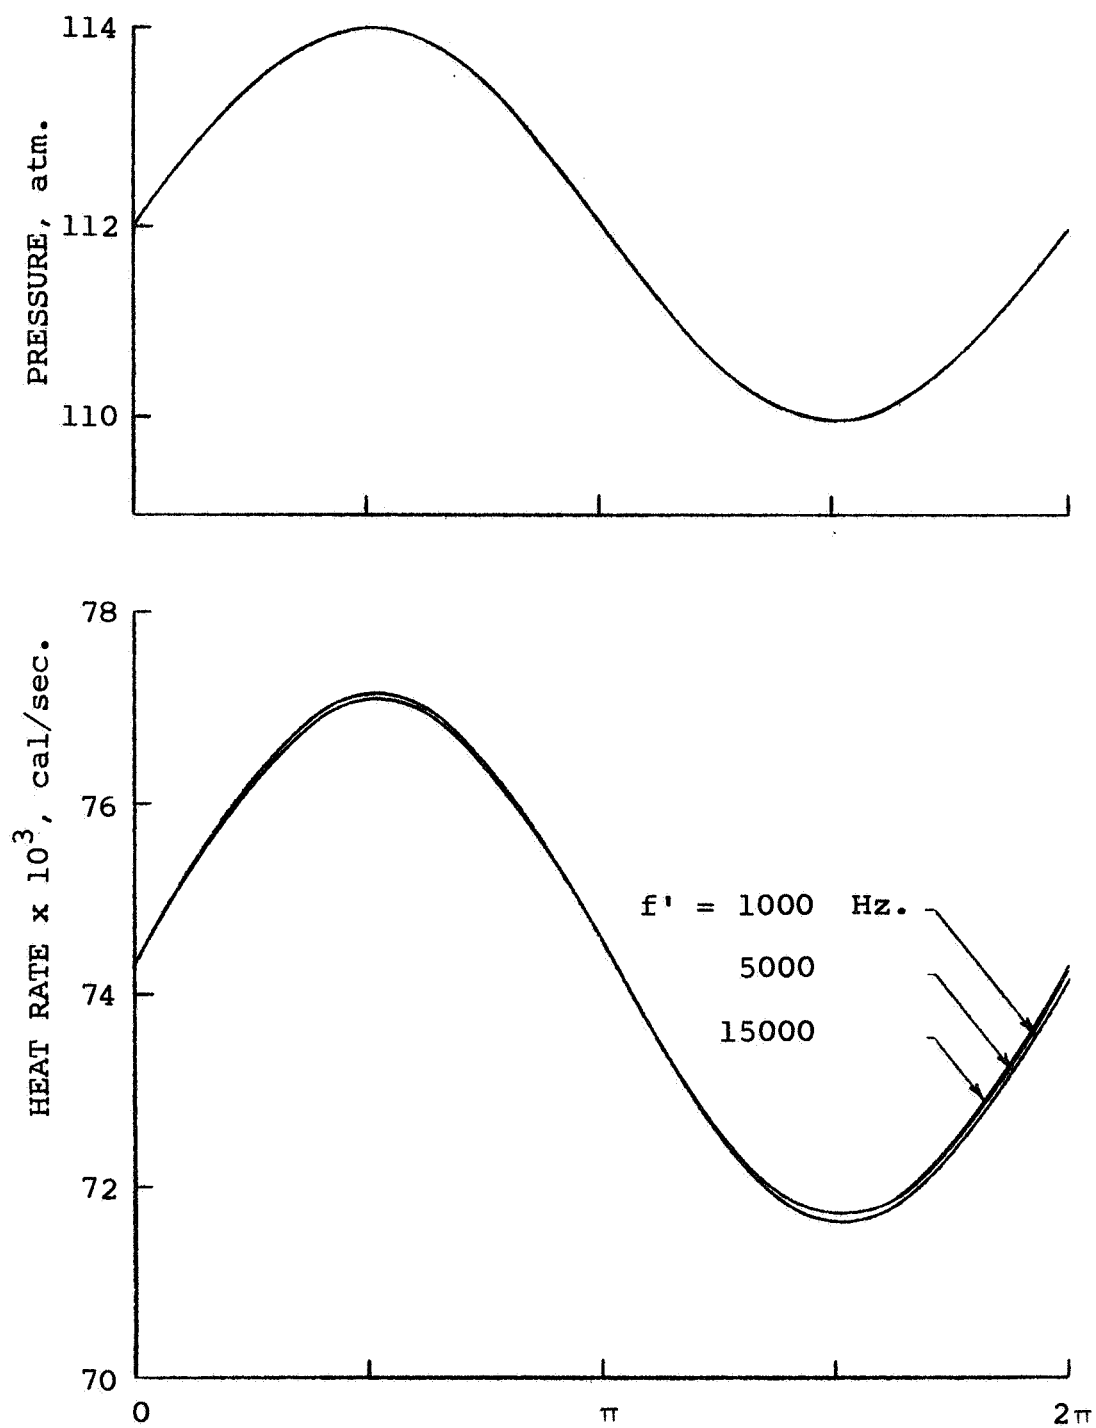 114
112
110
PRESSURE, atm.
78
76
74
72
70
HEAT RATE x 10³, cal/sec.
f' = 1000 Hz.
5000
15000
0 π 2π